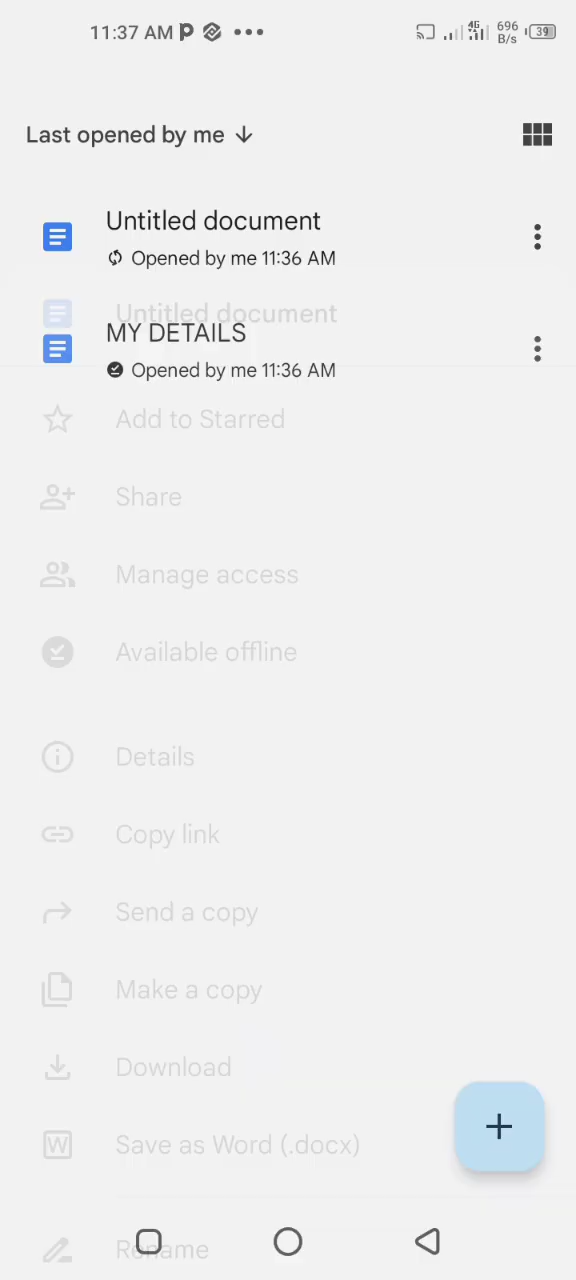 11:37 AM
4G
696
B/s
39
Last opened by me
Untitled document
Opened by me 11:36 AM
Untitled document
MY DETAILS
Opened by me 11:36 AM
Add to Starred
Share
Manage access
Available offline
Details
Copy link
Send a copy
Make a copy
Download
W Save as Word (.docx)
Rename